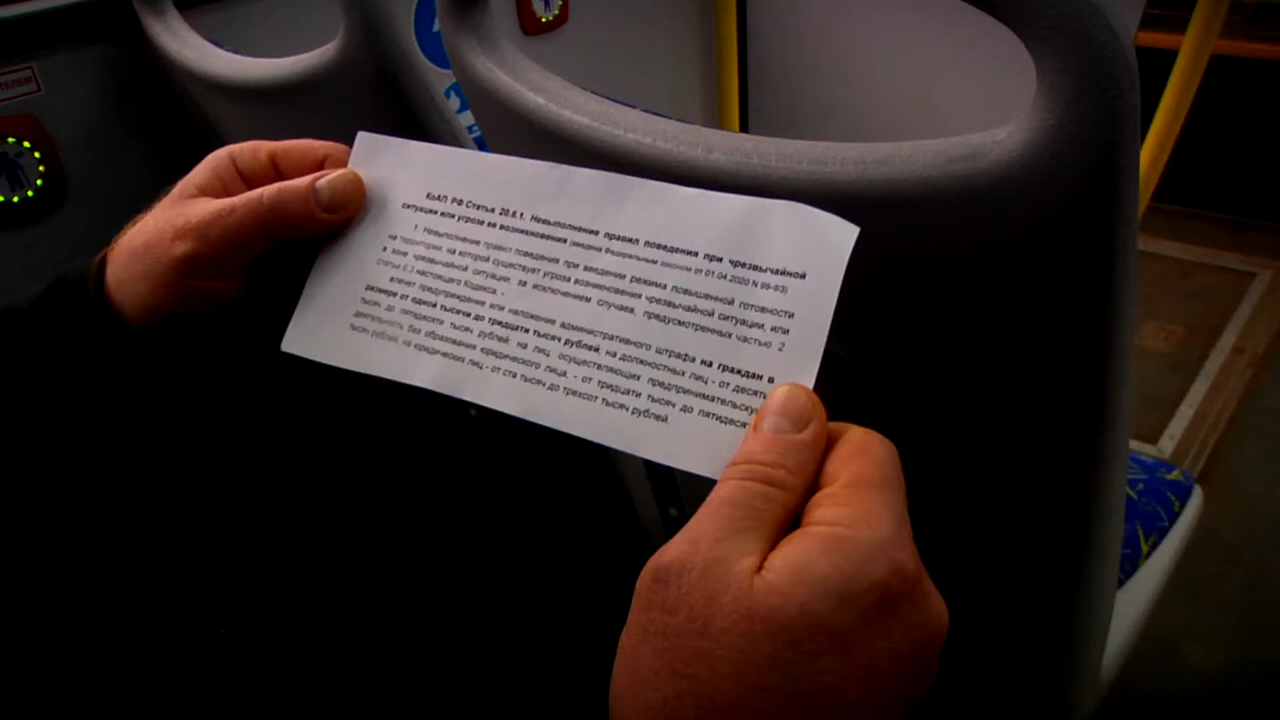 ТЕЛЕМ
КоАП РФ Статья 20.6.1. Невыполнение правил поведения при чрезвычайной
ситуации или угрозе ее возникновения (введена Федеральным законом от 01.04.2020 N 99-ФЗ)
1. Невыполнение правил поведения при введении режима повышенной готовности
на территории, на которой существует угроза возникновения чрезвычайной ситуации, или
в зоне чрезвычайной ситуации, за исключением случаев, предусмотренных частью 2
статьи 6.3 настоящего Кодекса, -
влечет предупреждение или наложение административного штрафа на граждан в
размере от одной тысячи до тридцати тысяч рублей; на должностных лиц - от десяти
тысяч до пятидесяти тысяч рублей; на лиц, осуществляющих предпринимательску
деятельность без образования юридического лица, - от тридцати тысяч до пятидеся
тысяч рублей; на юридических лиц - от ста тысяч до трехсот тысяч рублей.